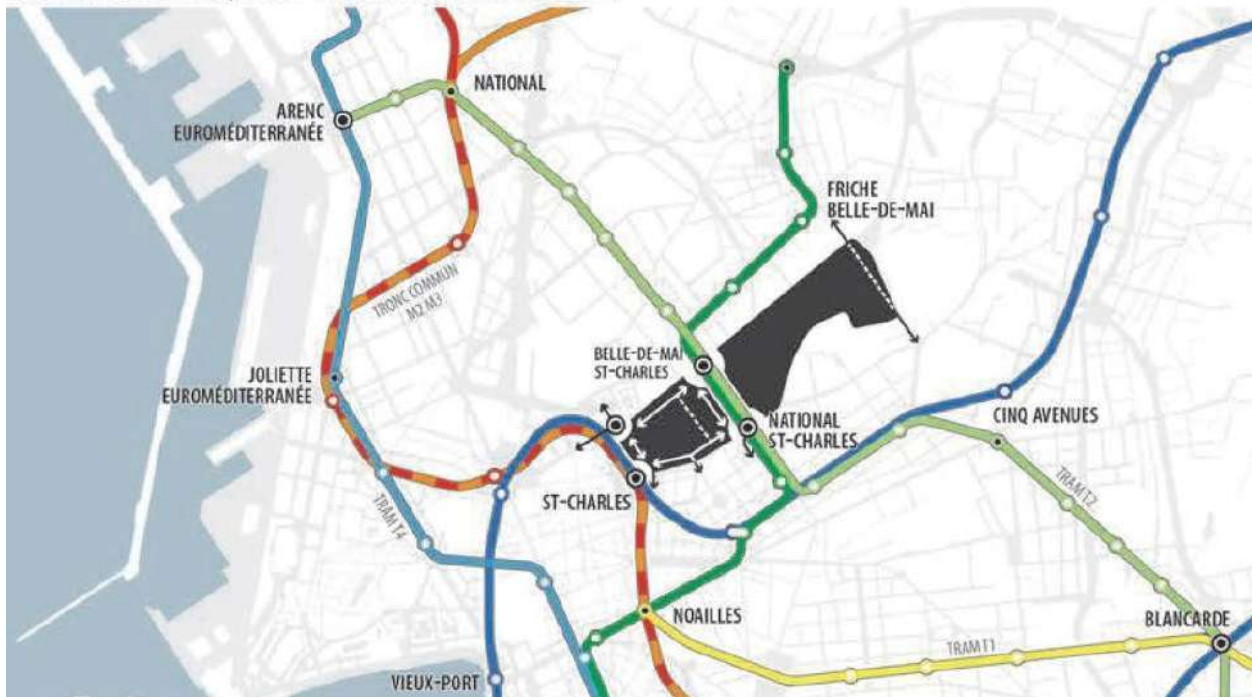 NATIONAL
ARENC
EUROMÉDITERRANÉE
FRICHE
BELLE-DE-MAI
TRONC COMMUN
M2 M3
BELLE-DE-MAI
ST-CHARLES
JOLIETTE
EUROMÉDITERRANÉE
NATIONAL
ST-CHARLES
CINQ AVENUES
ST-CHARLES
TRAM T2
TRAM T4
NOAILLES
BLANCARDE
TRAM T1
VIEUX-PORT